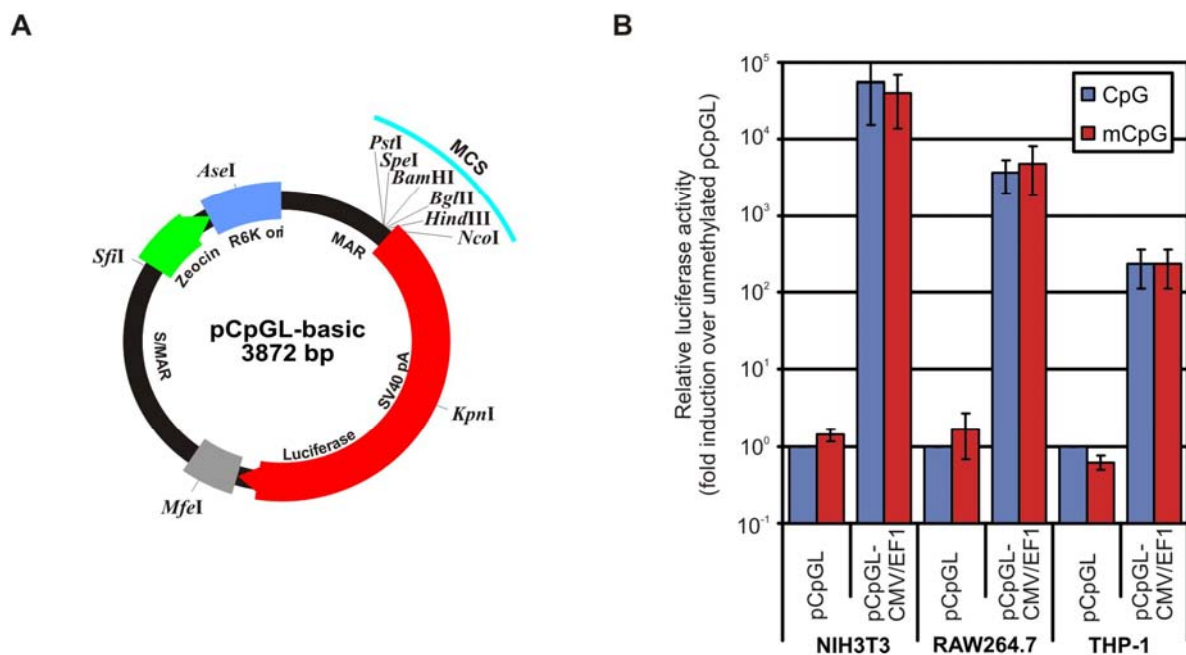 A
PstI
SpeI
BamHI
BglII
HindIII
NcoI
MCS
AseI
R6K ori
Zeocin
SfiI
MAR
S/MAR
pCpGL-basic
3872 bp
SV40 pA
KpnI
Luciferase
MfeI
B
Relative luciferase activity
(fold induction over unmethylated pCpGL)
10^5
10^4
10^3
10^2
10^1
10^0
10^-1
CpG
mCpG
pCpGL
pCpGL-
CMV/EF1
pCpGL
pCpGL-
CMV/EF1
pCpGL
pCpGL-
CMV/EF1
NIH3T3
RAW264.7
THP-1